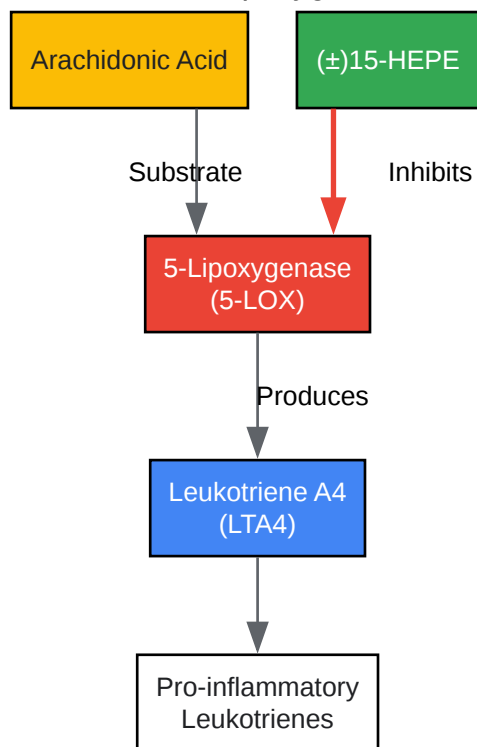 Arachidonic Acid
(±)15-HEPE
Substrate
Inhibits
5-Lipoxygenase
(5-LOX)
Produces
Leukotriene A4
(LTA4)
Pro-inflammatory
Leukotrienes